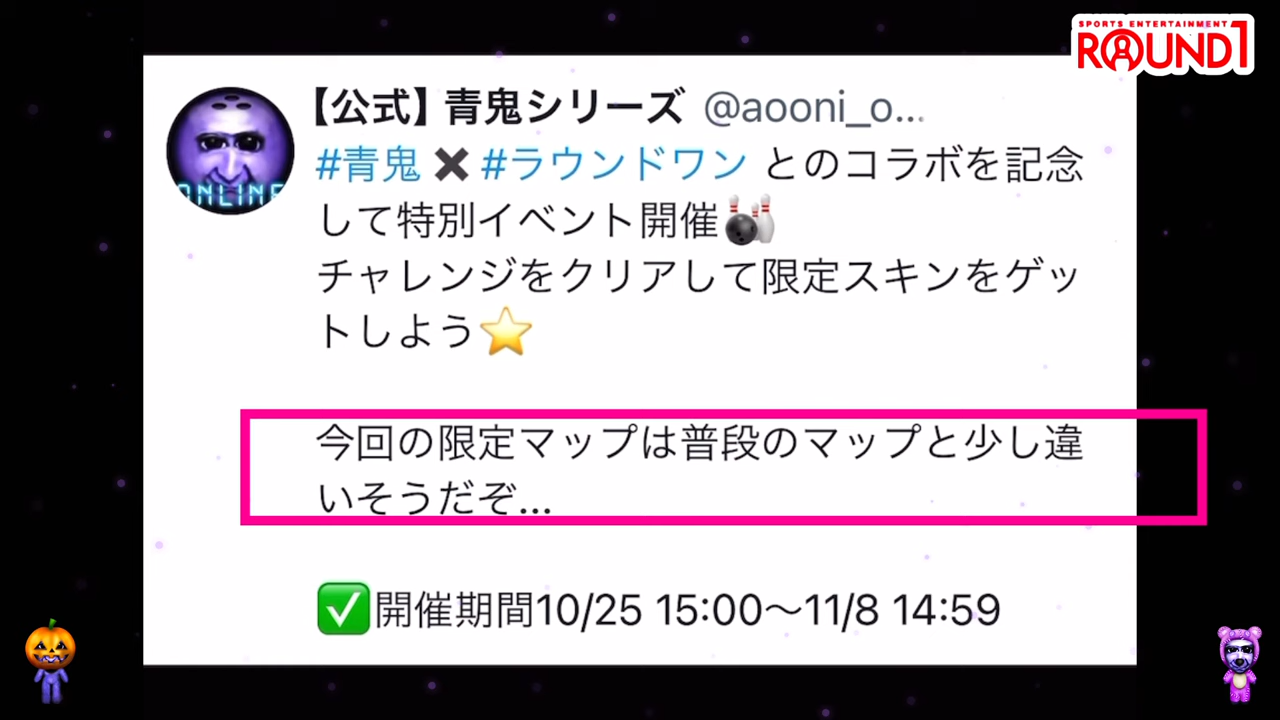 SPORTS ENTERTAINMENT
ROUND1
【公式】青鬼シリーズ @aooni_o...
ONLINE
#青鬼✖#ラウンドワン とのコラボを記念
して特別イベント開催🎳
チャレンジをクリアして限定スキンをゲッ
トしよう⭐
今回の限定マップは普段のマップと少し違
いそうだぞ...
✅開催期間10/25 15:00〜11/8 14:59